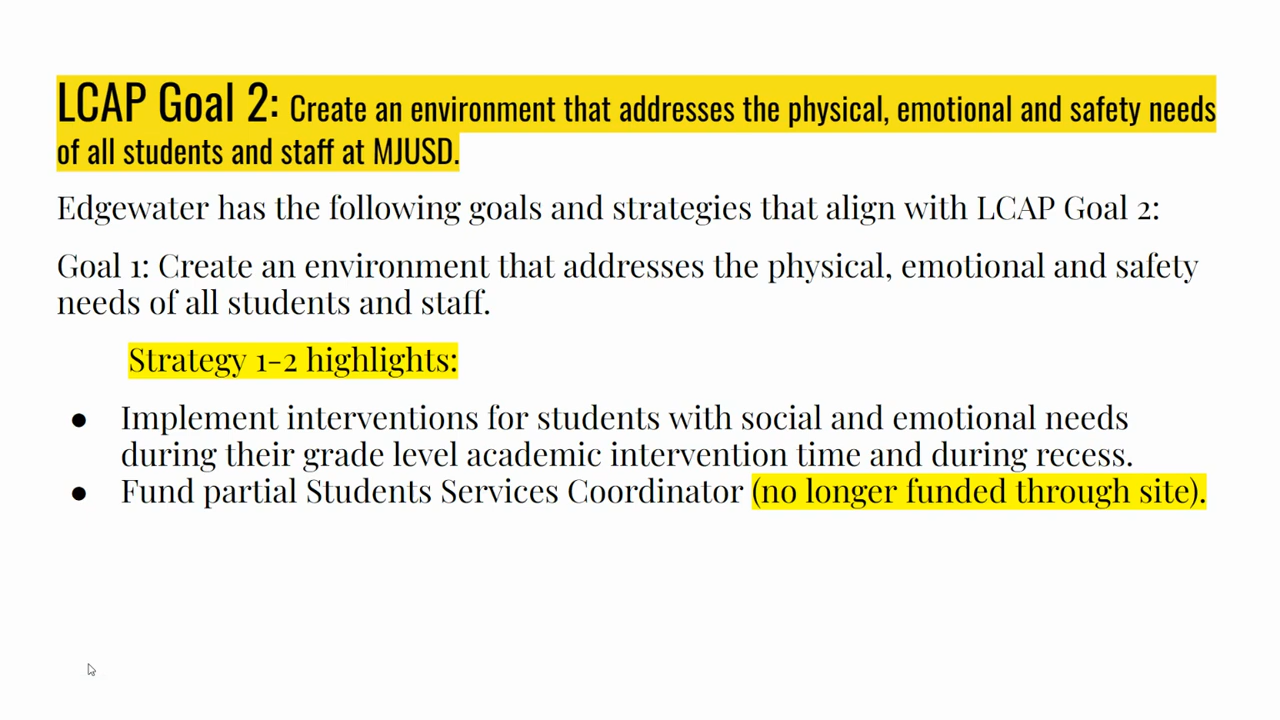 LCAP Goal 2: Create an environment that addresses the physical, emotional and safety needs
of all students and staff at MJUSD.
Edgewater has the following goals and strategies that align with LCAP Goal 2:
Goal 1: Create an environment that addresses the physical, emotional and safety
needs of all students and staff.
Strategy 1-2 highlights:
● Implement interventions for students with social and emotional needs
during their grade level academic intervention time and during recess.
● Fund partial Students Services Coordinator (no longer funded through site).